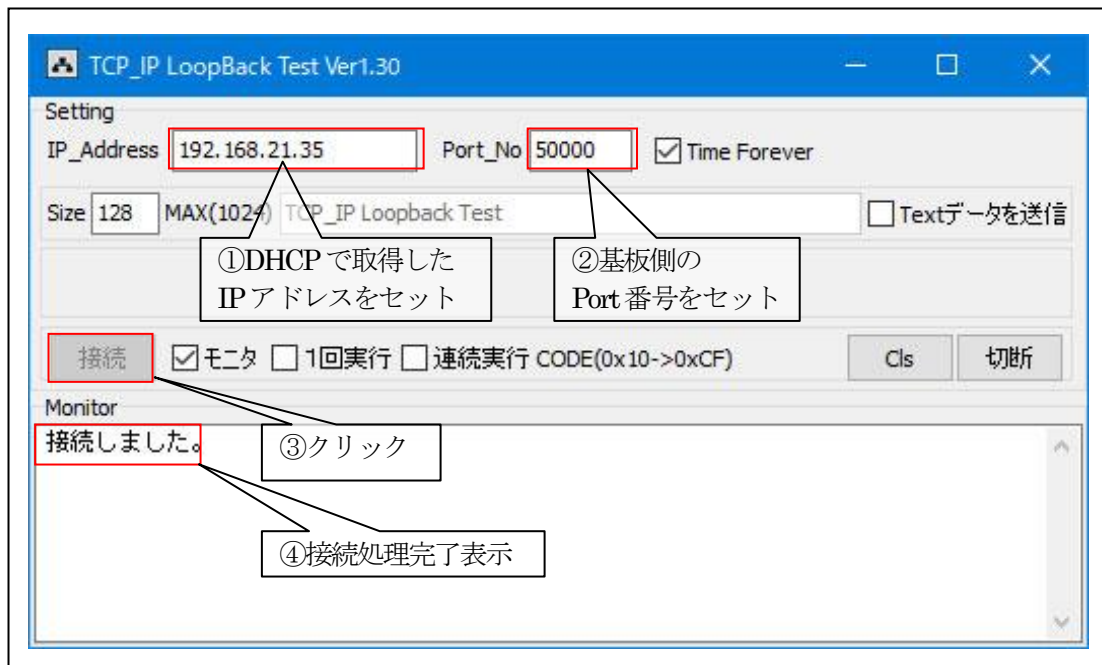 TCP_IP LoopBack Test Ver1.30
Setting
IP_Address 192.168.21.35 Port_No 50000 Time Forever
Size 128 MAX(1024) TCP_IP Loopback Test Textデータを送信
①DHCPで取得した
IPアドレスをセット
②基板側の
Port番号をセット
接続 モニタ 1回実行 連続実行 CODE(0x10->0xCF) Cls 切断
Monitor
接続しました。
③クリック
④接続処理完了表示